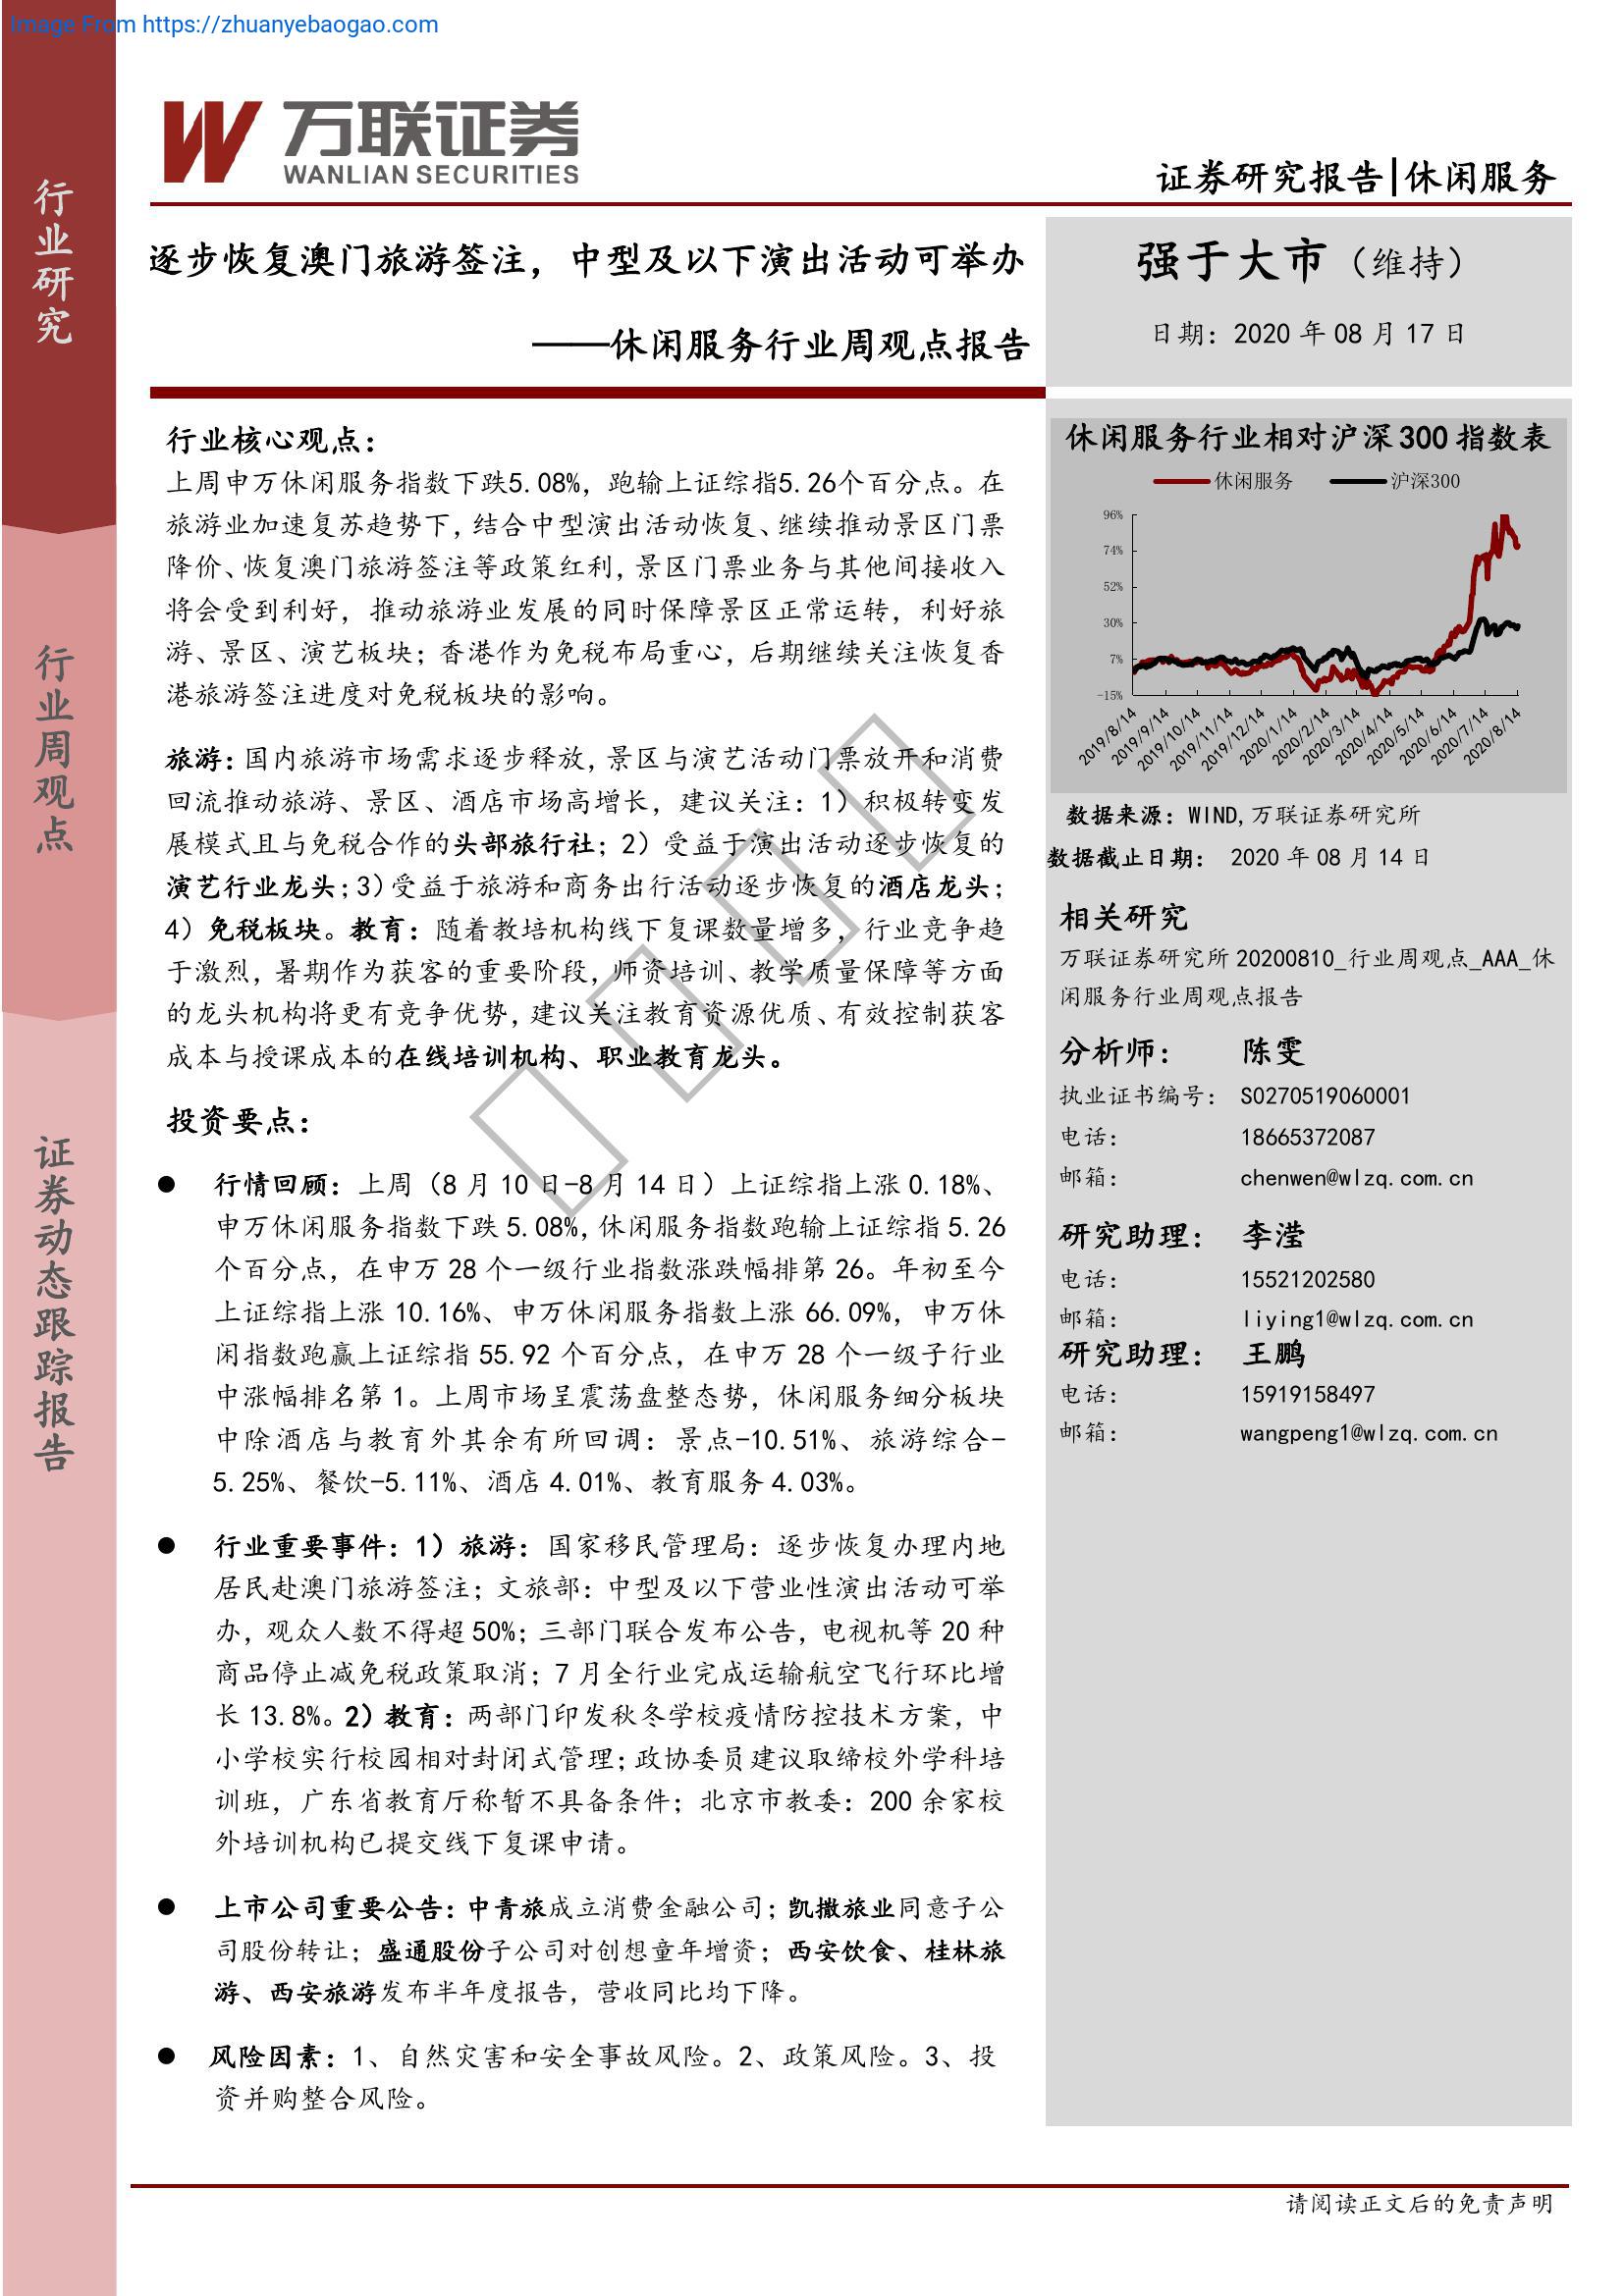 Image From https://zhuanyebaogao.com
万联证券
WANLIAN SECURITIES
证券研究报告|休闲服务
行业研究
行业周观点
证券动态跟踪报告
逐步恢复澳门旅游签注，中型及以下演出活动可举办
——休闲服务行业周观点报告
强于大市（维持）
日期：2020 年 08 月 17 日
行业核心观点：
上周申万休闲服务指数下跌5.08%，跑输上证综指5.26个百分点。在
旅游业加速复苏趋势下，结合中型演出活动恢复、继续推动景区门票
降价、恢复澳门旅游签注等政策红利，景区门票业务与其他间接收入
将会受到利好，推动旅游业发展的同时保障景区正常运转，利好旅
游、景区、演艺板块；香港作为免税布局重心，后期继续关注恢复香
港旅游签注进度对免税板块的影响。
旅游：国内旅游市场需求逐步释放，景区与演艺活动门票放开和消费
回流推动旅游、景区、酒店市场高增长，建议关注：1）积极转变发
展模式且与免税合作的头部旅行社；2）受益于演出活动逐步恢复的
演艺行业龙头；3）受益于旅游和商务出行活动逐步恢复的酒店龙头；
4）免税板块。教育：随着教培机构线下复课数量增多，行业竞争趋
于激烈，暑期作为获客的重要阶段，师资培训、教学质量保障等方面
的龙头机构将更有竞争优势，建议关注教育资源优质、有效控制获客
成本与授课成本的在线培训机构、职业教育龙头。
投资要点：
● 行情回顾：上周（8 月 10 日-8 月 14 日）上证综指上涨 0.18%、
申万休闲服务指数下跌 5.08%，休闲服务指数跑输上证综指 5.26
个百分点，在申万 28 个一级行业指数涨跌幅排第 26。年初至今
上证综指上涨 10.16%、申万休闲服务指数上涨 66.09%，申万休
闲指数跑赢上证综指 55.92 个百分点，在申万 28 个一级子行业
中涨幅排名第 1。上周市场呈震荡盘整态势，休闲服务细分板块
中除酒店与教育外其余有所回调：景点-10.51%、旅游综合-
5.25%、餐饮-5.11%、酒店 4.01%、教育服务 4.03%。
● 行业重要事件：1）旅游：国家移民管理局：逐步恢复办理内地
居民赴澳门旅游签注；文旅部：中型及以下营业性演出活动可举
办，观众人数不得超 50%；三部门联合发布公告，电视机等 20 种
商品停止减免税政策取消；7 月全行业完成运输航空飞行环比增
长 13.8%。2）教育：两部门印发秋冬学校疫情防控技术方案，中
小学校实行校园相对封闭式管理；政协委员建议取缔校外学科培
训班，广东省教育厅称暂不具备条件；北京市教委：200 余家校
外培训机构已提交线下复课申请。
● 上市公司重要公告：中青旅成立消费金融公司；凯撒旅业同意子公
司股份转让；盛通股份子公司对创想童年增资；西安饮食、桂林旅
游、西安旅游发布半年度报告，营收同比均下降。
● 风险因素：1、自然灾害和安全事故风险。2、政策风险。3、投
资并购整合风险。
休闲服务行业相对沪深 300 指数表
休闲服务 沪深300
96%
74%
52%
30%
7%
-15%
2019/8/14 2019/9/14 2019/10/14 2019/11/14 2019/12/14 2020/1/14 2020/2/14 2020/3/14 2020/4/14 2020/5/14 2020/6/14 2020/7/14 2020/8/14
数据来源：WIND,万联证券研究所
数据截止日期： 2020 年 08 月 14 日
相关研究
万联证券研究所 20200810_行业周观点_AAA_休
闲服务行业周观点报告
分析师： 陈雯
执业证书编号： S0270519060001
电话： 18665372087
邮箱： chenwen@wlzq.com.cn
研究助理： 李滢
电话： 15521202580
邮箱： liying1@wlzq.com.cn
研究助理： 王鹏
电话： 15919158497
邮箱： wangpeng1@wlzq.com.cn
请阅读正文后的免责声明